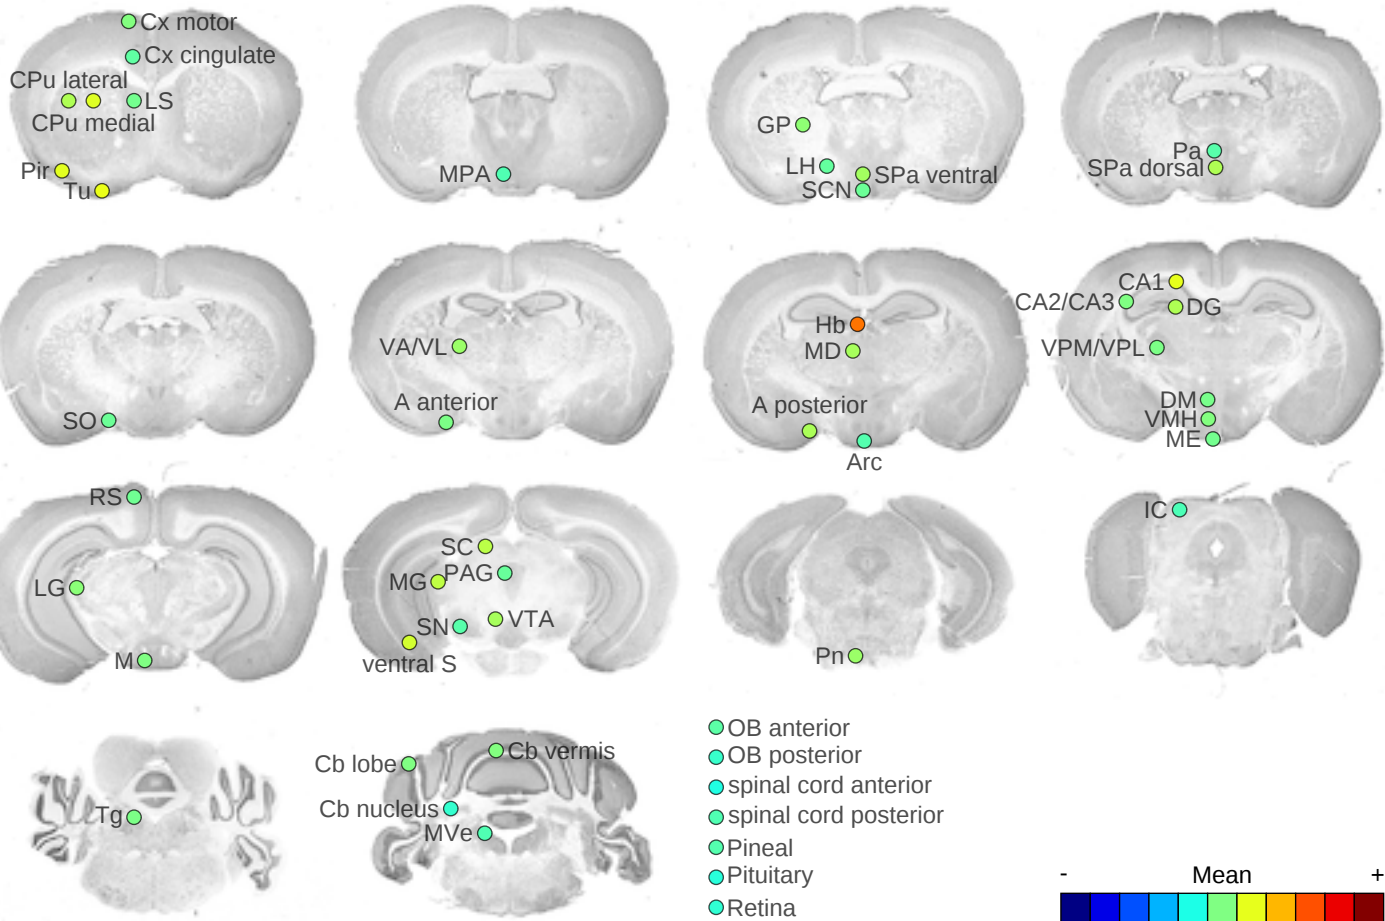 Cx motor
Cx cingulate
CPu lateral
LS
CPu medial
Pir
Tu
MPA
GP
LH
SPa ventral
SCN
Pa
SPa dorsal
SO
VA/VL
A anterior
Hb
MD
A posterior
Arc
CA1
CA2/CA3
DG
VPM/VPL
DM
VMH
ME
RS
LG
M
SC
MG
PAG
SN
VTA
ventral S
Pn
IC
Tg
Cb lobe
Cb vermis
Cb nucleus
MVe
OB anterior
OB posterior
spinal cord anterior
spinal cord posterior
Pineal
Pituitary
Retina
- Mean +